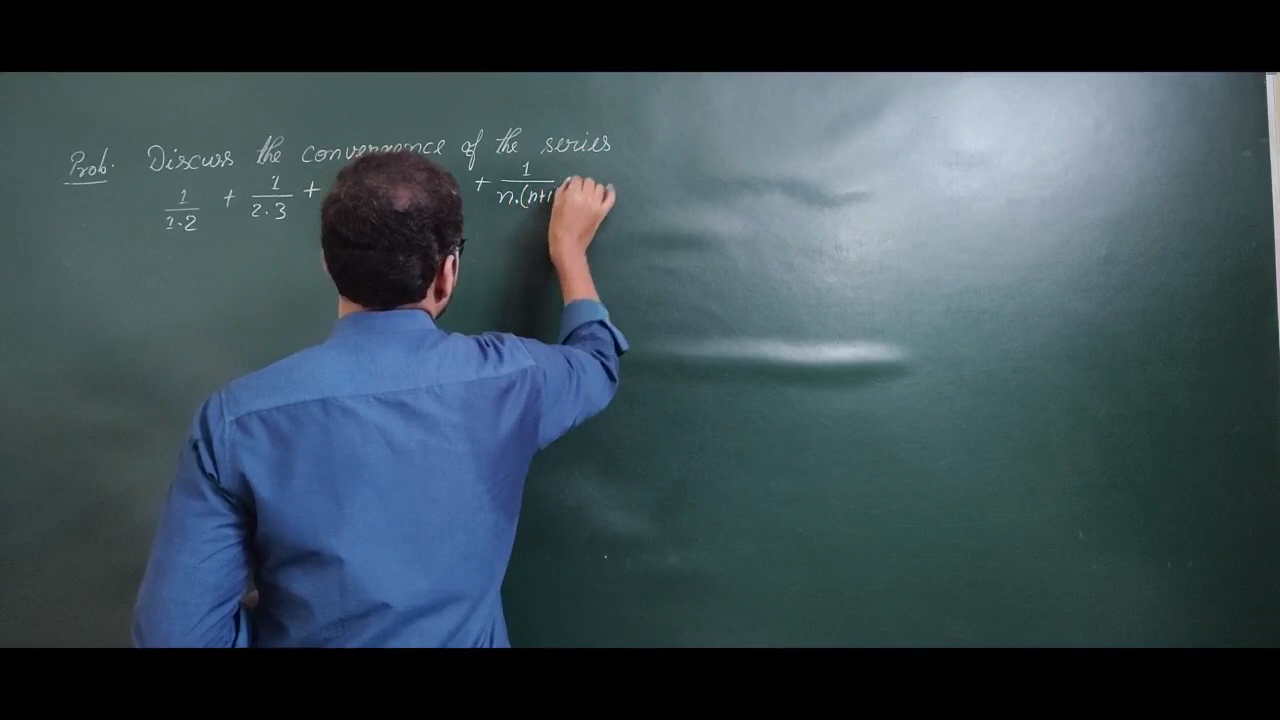 Prob. Discuss the convergence of the series
1/1·2 + 1/2·3 + + 1/n·(n+1)